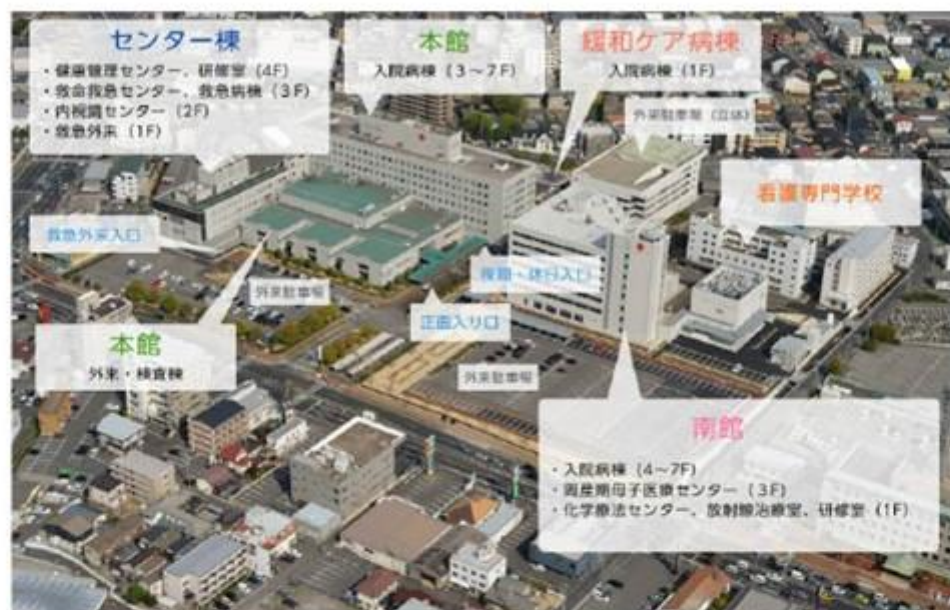 センター棟
・健康管理センター、研修室（4F）
・救命救急センター、救急病棟（3F）
・内視鏡センター（2F）
・救急外来（1F）
本館
入院病棟（3～7F）
緩和ケア病棟
入院病棟（1F）
外来駐車場（立体）
看護専門学校
救急外来入口
夜間・休日入口
外来駐車場
正面入り口
本館
外来・検査棟
外来駐車場
南館
・入院病棟（4～7F）
・周産期母子医療センター（3F）
・化学療法センター、放射線治療室、研修室（1F）